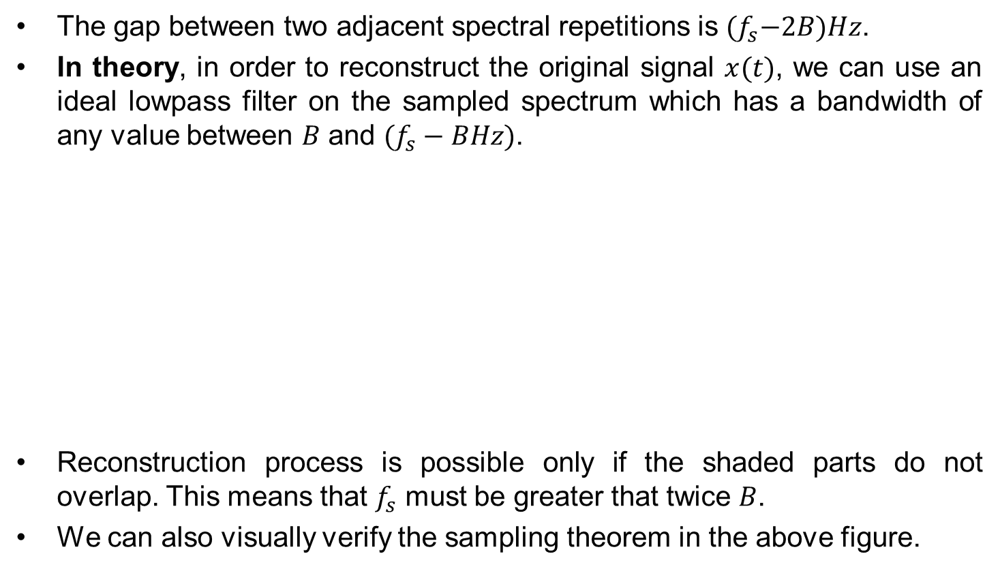 • The gap between two adjacent spectral repetitions is (fₛ−2B)Hz.
• In theory, in order to reconstruct the original signal x(t), we can use an
ideal lowpass filter on the sampled spectrum which has a bandwidth of
any value between B and (fₛ − BHz).
• Reconstruction process is possible only if the shaded parts do not
overlap. This means that fₛ must be greater that twice B.
• We can also visually verify the sampling theorem in the above figure.